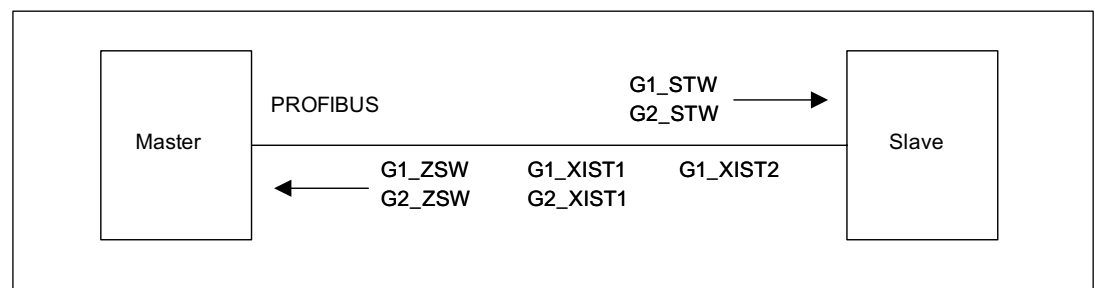 G1_STW
PROFIBUS
G2_STW
Master
Slave
G1_ZSW G1_XIST1 G1_XIST2
G2_ZSW G2_XIST1